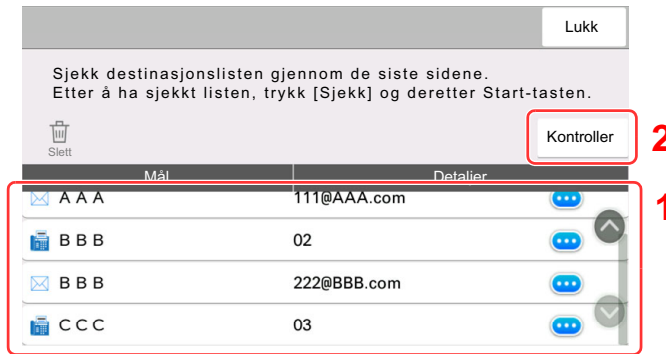 Lukk
Sjekk destinasjonslisten gjennom de siste sidene.
Etter å ha sjekkt listen, trykk [Sjekk] og deretter Start-tasten.
Slett
Kontroller
2
Mål Detaljer
1
A A A 111@AAA.com
B B B 02
B B B 222@BBB.com
C C C 03